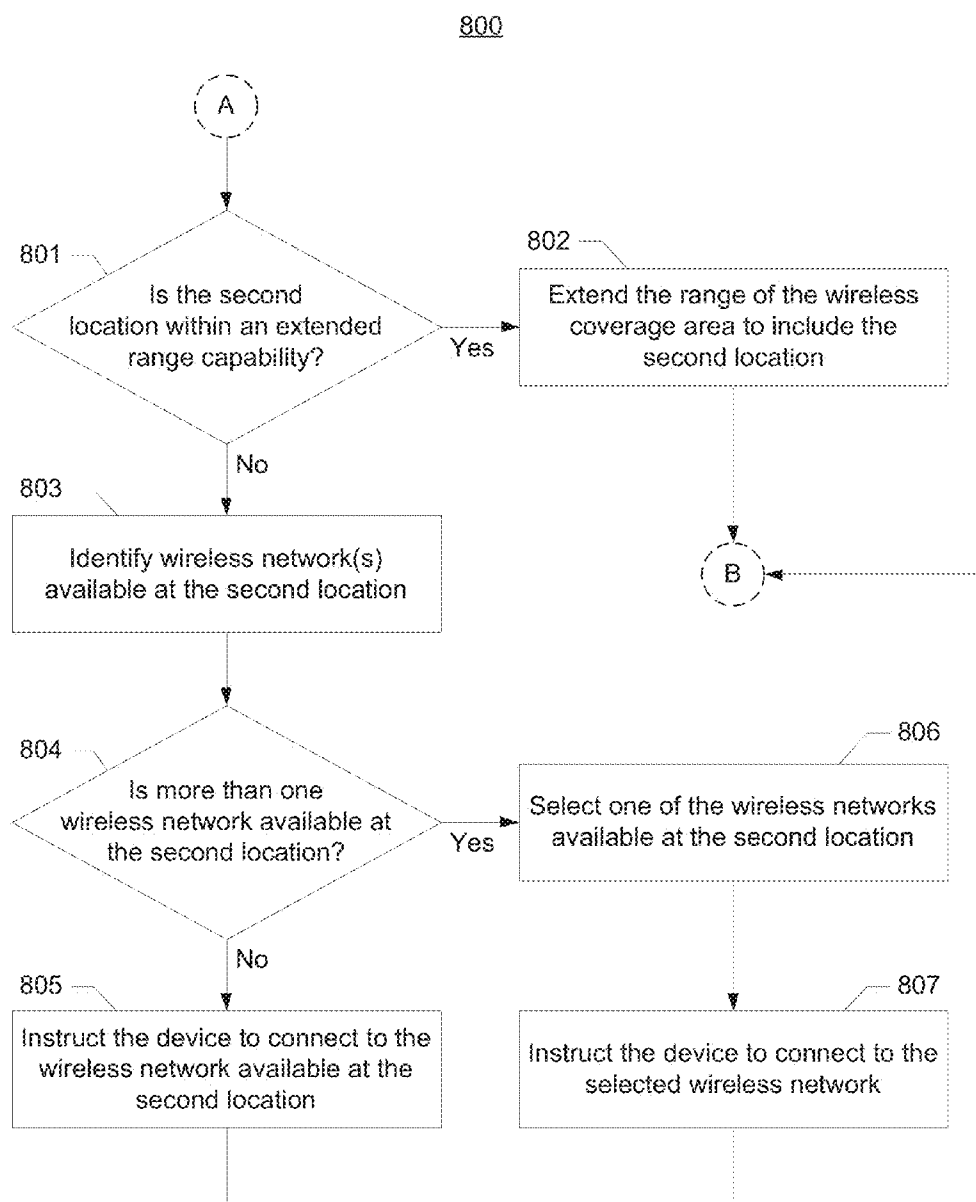 800
A
801
Is the second
location within an extended
range capability?
Yes
802
Extend the range of the wireless
coverage area to include the
second location
No
803
Identify wireless network(s)
available at the second location
B
804
Is more than one
wireless network available at
the second location?
Yes
806
Select one of the wireless networks
available at the second location
No
805
Instruct the device to connect to the
wireless network available at the
second location
807
Instruct the device to connect to the
selected wireless network